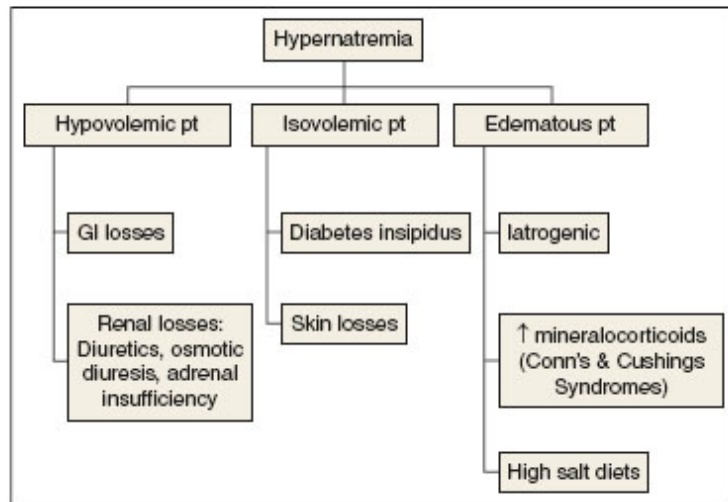 Hypernatremia
Hypovolemic pt
Isovolemic pt
Edematous pt
GI losses
Diabetes insipidus
Iatrogenic
Renal losses:
Diuretics, osmotic
diuresis, adrenal
insufficiency
Skin losses
↑ mineralocorticoids
(Conn's & Cushings
Syndromes)
High salt diets